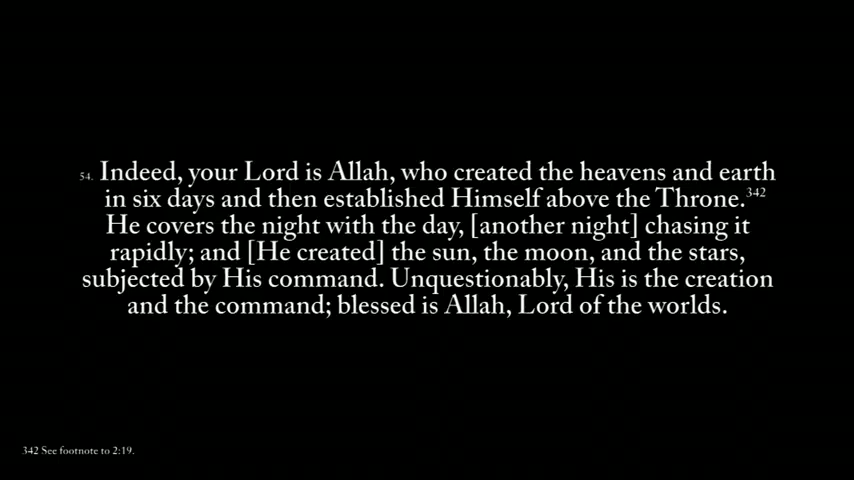 54. Indeed, your Lord is Allah, who created the heavens and earth
in six days and then established Himself above the Throne.342
He covers the night with the day, [another night] chasing it
rapidly; and [He created] the sun, the moon, and the stars,
subjected by His command. Unquestionably, His is the creation
and the command; blessed is Allah, Lord of the worlds.
342 See footnote to 2:19.